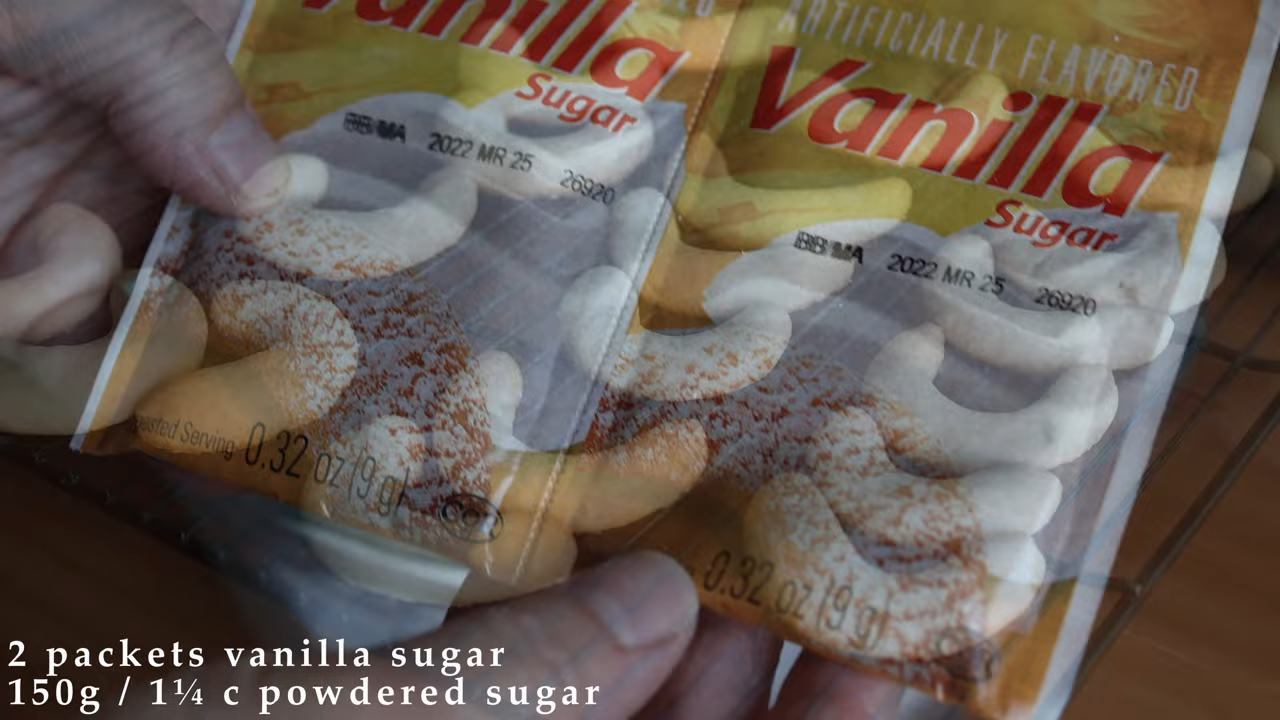 Vanilla
Sugar
BB/MA 2022 MR 25 26920
Serving 0.32 oz (9 g)
ARTIFICIALLY FLAVORED
Vanilla
Sugar
BB/MA 2022 MR 25 26920
0.32 oz (9 g)
2 packets vanilla sugar
150g / 1¼ c powdered sugar